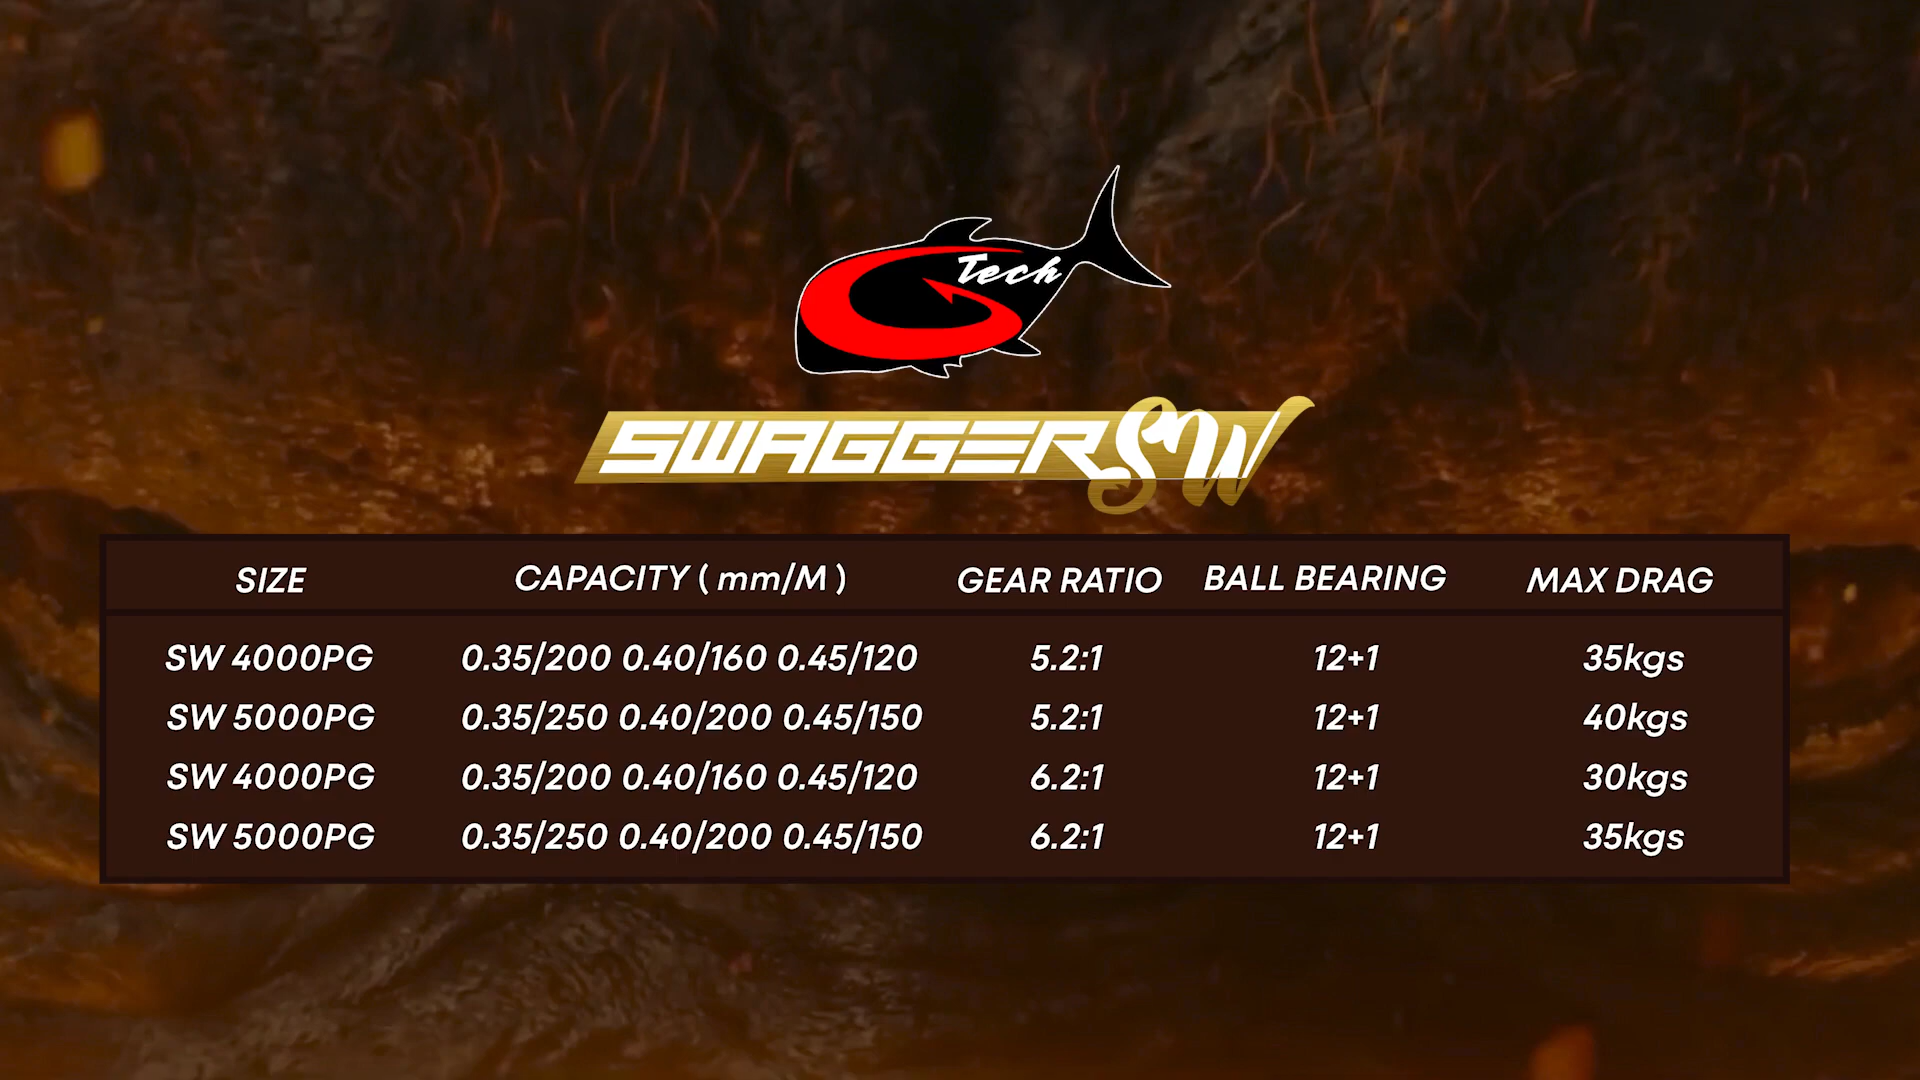 Tech
SWAGGER SW
SIZE CAPACITY ( mm/M ) GEAR RATIO BALL BEARING MAX DRAG
SW 4000PG 0.35/200 0.40/160 0.45/120 5.2:1 12+1 35kgs
SW 5000PG 0.35/250 0.40/200 0.45/150 5.2:1 12+1 40kgs
SW 4000PG 0.35/200 0.40/160 0.45/120 6.2:1 12+1 30kgs
SW 5000PG 0.35/250 0.40/200 0.45/150 6.2:1 12+1 35kgs